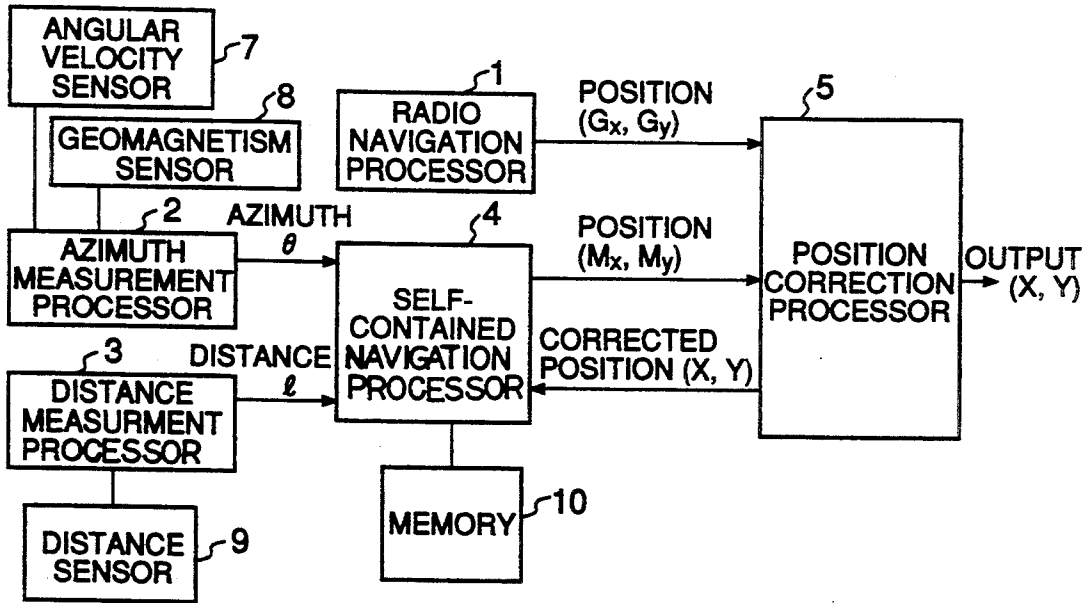 ANGULAR
VELOCITY
SENSOR
7
GEOMAGNETISM
SENSOR
8
2
AZIMUTH
MEASUREMENT
PROCESSOR
AZIMUTH
θ
3
DISTANCE
MEASURMENT
PROCESSOR
DISTANCE
ℓ
DISTANCE
SENSOR
9
1
RADIO
NAVIGATION
PROCESSOR
POSITION
(Gx, Gy)
4
SELF-
CONTAINED
NAVIGATION
PROCESSOR
POSITION
(Mx, My)
CORRECTED
POSITION (X, Y)
MEMORY
10
5
POSITION
CORRECTION
PROCESSOR
OUTPUT
(X, Y)